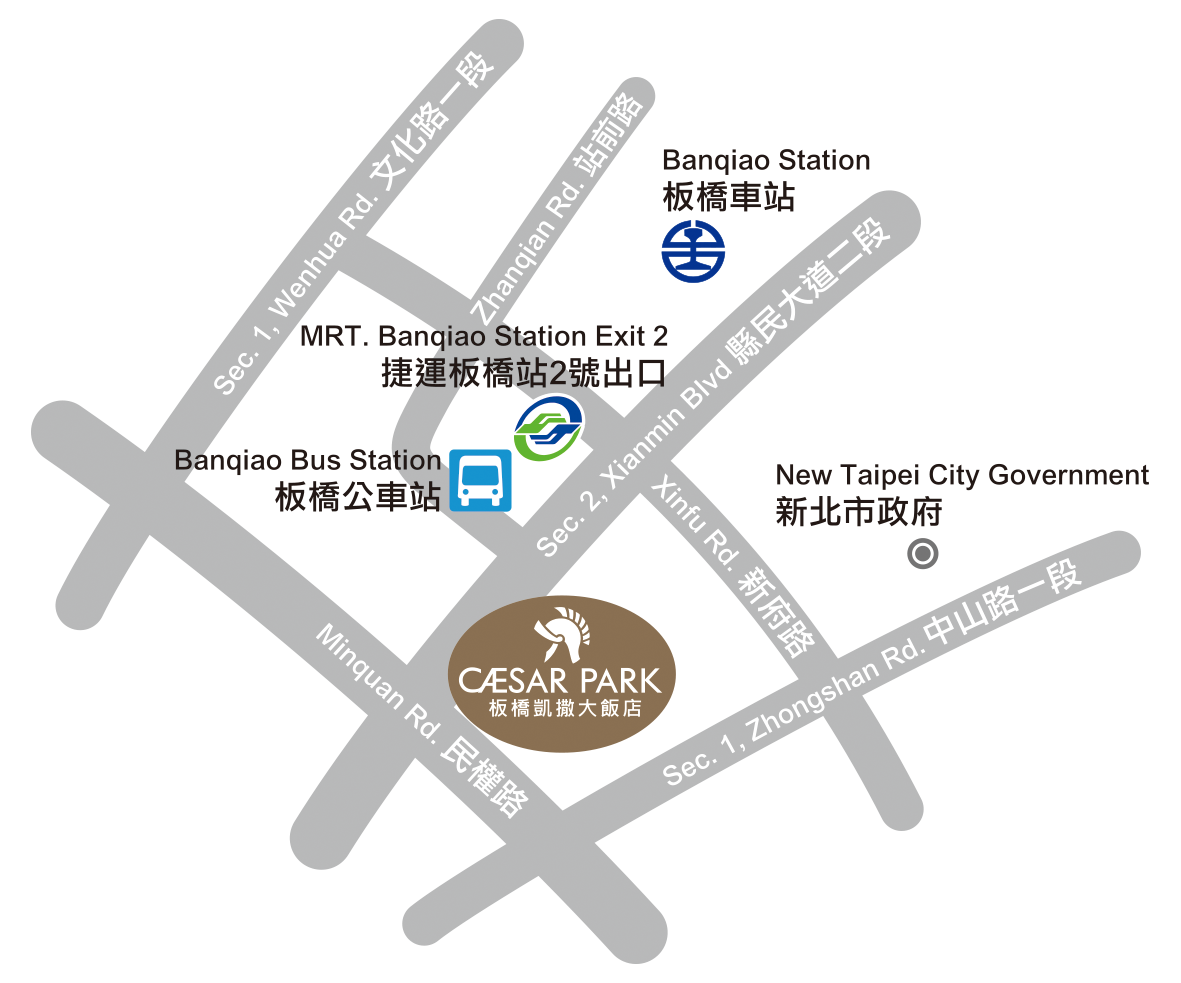 Sec. 1, Wenhua Rd. 文化路一段
Zhanqian Rd. 站前路
Banqiao Station
板橋車站
Sec. 2, Xianmin Blvd 縣民大道二段
MRT. Banqiao Station Exit 2
捷運板橋站2號出口
Banqiao Bus Station
板橋公車站
New Taipei City Government
新北市政府
Xinfu Rd. 新府路
Minquan Rd. 民權路
CÆSAR PARK
板橋凱撒大飯店
Sec. 1, Zhongshan Rd. 中山路一段